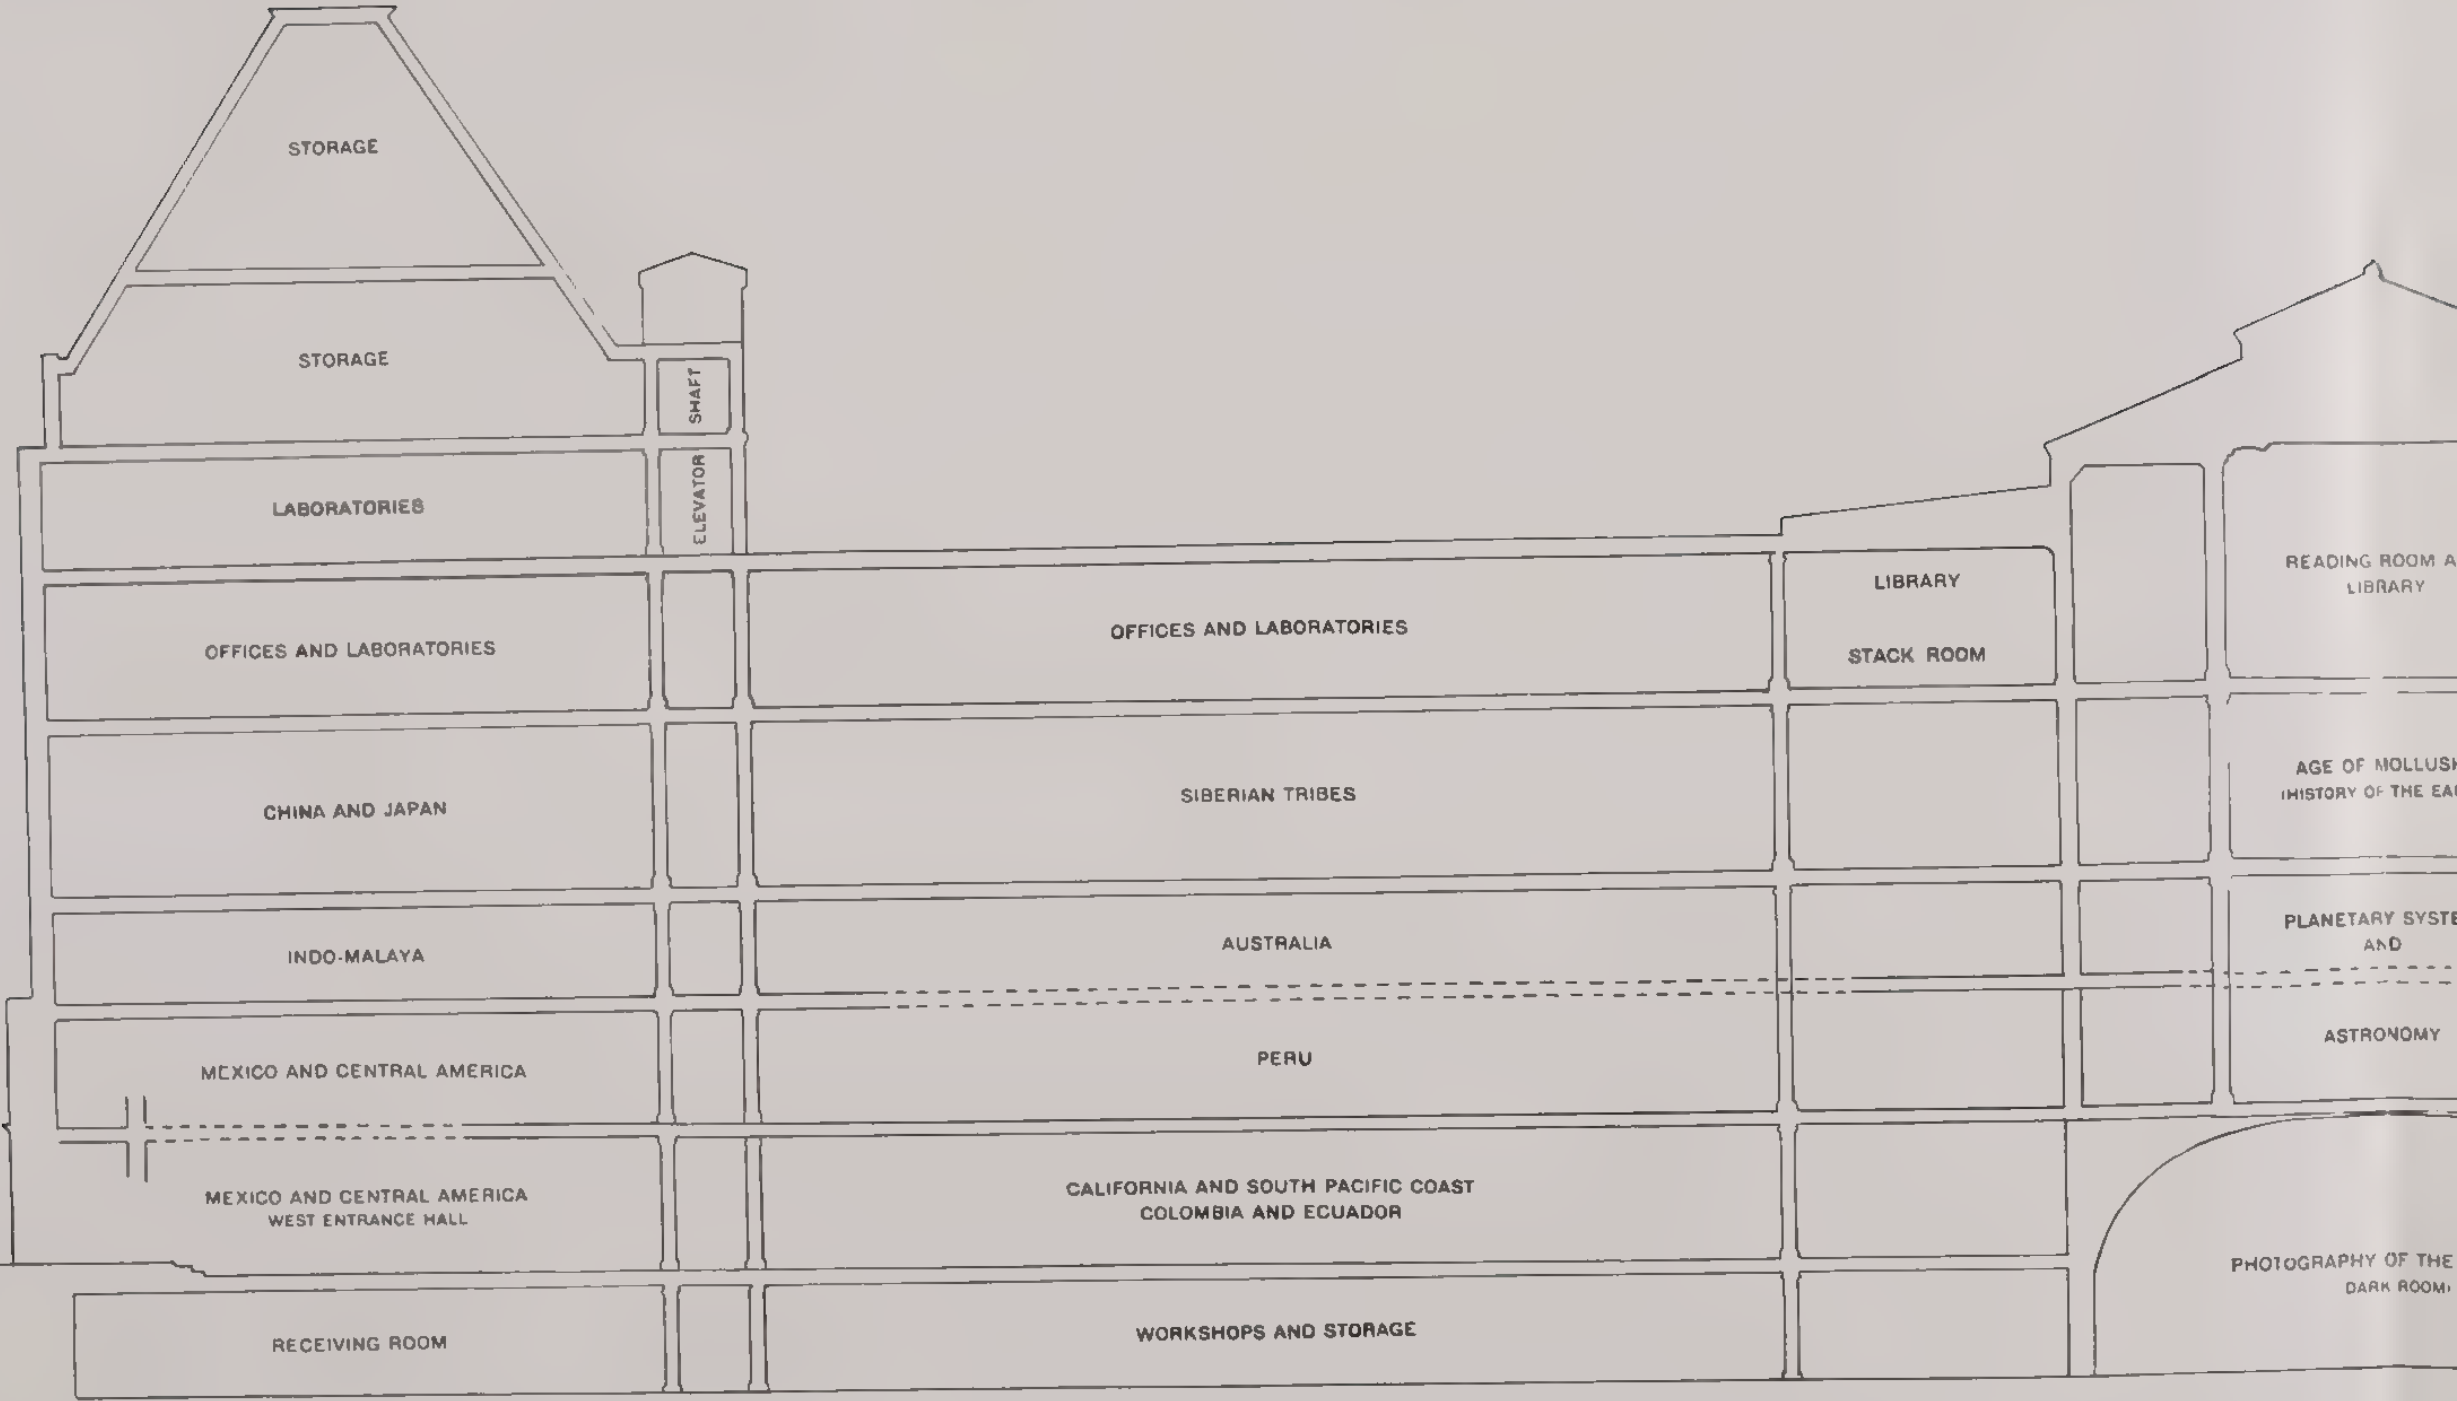 STORAGE
STORAGE
SHAFT
ELEVATOR
LABORATORIES
OFFICES AND LABORATORIES
OFFICES AND LABORATORIES
LIBRARY
STACK ROOM
READING ROOM
LIBRARY
CHINA AND JAPAN
SIBERIAN TRIBES
AGE OF
(HISTORY OF THE
INDO-MALAYA
AUSTRALIA
PLANETARY
AND
ASTRONOMY
MEXICO AND CENTRAL AMERICA
PERU
MEXICO AND CENTRAL AMERICA
WEST ENTRANCE HALL
CALIFORNIA AND SOUTH PACIFIC COAST
COLOMBIA AND ECUADOR
PHOTOGRAPHY OF THE
DARK ROOM)
RECEIVING ROOM
WORKSHOPS AND STORAGE